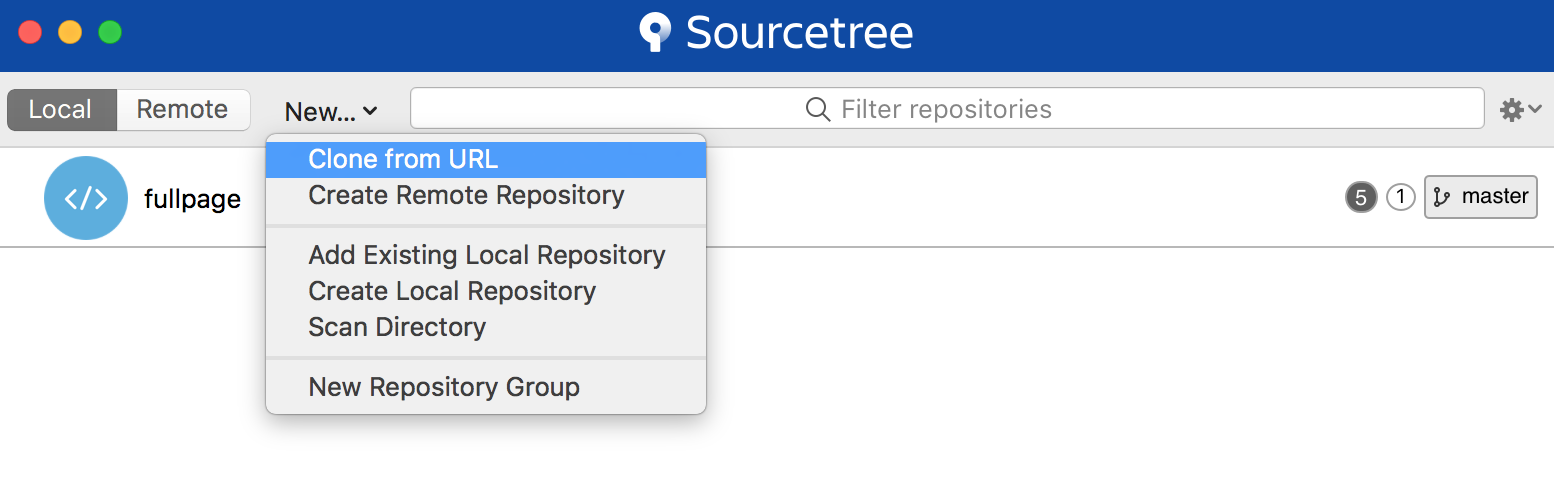 Sourcetree
Local Remote New... Filter repositories
Clone from URL
Create Remote Repository
</> fullpage 5 1 master
Add Existing Local Repository
Create Local Repository
Scan Directory
New Repository Group